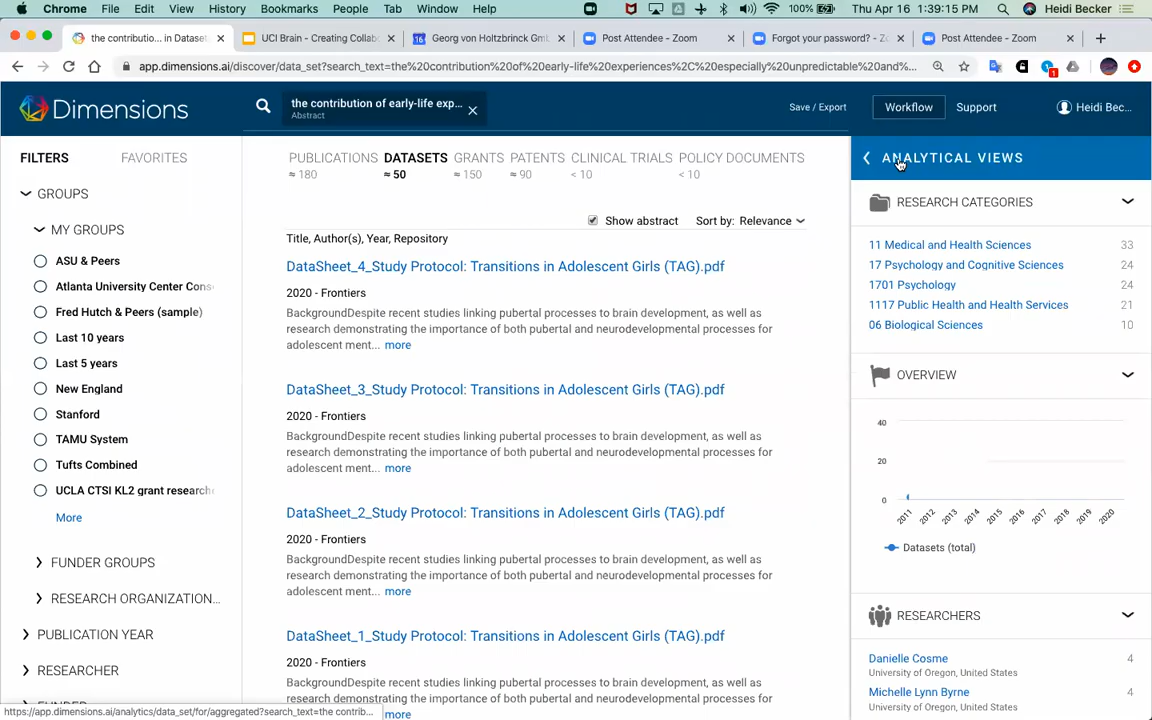 Chrome File Edit View History Bookmarks People Tab Window Help 100% Thu Apr 16 1:39:15 PM Heidi Becker
the contribution... in Dataset
UCI Brain - Creating Collab
Georg von Holtzbrinck Gm
Post Attendee - Zoom
Forgot your password? - Z
Post Attendee - Zoom
app.dimensions.ai/discover/data_set?search_text=the%20contribution%20of%20early-life%20experiences%2C%20especially%20unpredictable%20and%...
Dimensions
the contribution of early-life exp...
Abstract
Save / Export
Workflow
Support
Heidi Bec...
FILTERS
FAVORITES
GROUPS
MY GROUPS
ASU & Peers
Atlanta University Center Cons
Fred Hutch & Peers (sample)
Last 10 years
Last 5 years
New England
Stanford
TAMU System
Tufts Combined
UCLA CTSI KL2 grant research
More
FUNDER GROUPS
RESEARCH ORGANIZATION...
PUBLICATION YEAR
RESEARCHER
PUBLICATIONS DATASETS GRANTS PATENTS CLINICAL TRIALS POLICY DOCUMENTS
≈ 180 ≈ 50 ≈ 150 ≈ 90 < 10 < 10
Show abstract Sort by: Relevance
Title, Author(s), Year, Repository
DataSheet_4_Study Protocol: Transitions in Adolescent Girls (TAG).pdf
2020 - Frontiers
BackgroundDespite recent studies linking pubertal processes to brain development, as well as
research demonstrating the importance of both pubertal and neurodevelopmental processes for
adolescent ment... more
DataSheet_3_Study Protocol: Transitions in Adolescent Girls (TAG).pdf
2020 - Frontiers
BackgroundDespite recent studies linking pubertal processes to brain development, as well as
research demonstrating the importance of both pubertal and neurodevelopmental processes for
adolescent ment... more
DataSheet_2_Study Protocol: Transitions in Adolescent Girls (TAG).pdf
2020 - Frontiers
BackgroundDespite recent studies linking pubertal processes to brain development, as well as
research demonstrating the importance of both pubertal and neurodevelopmental processes for
adolescent ment... more
DataSheet_1_Study Protocol: Transitions in Adolescent Girls (TAG).pdf
2020 - Frontiers
BackgroundDespite recent studies linking pubertal processes to brain development, as well as
research demonstrating the importance of both pubertal and neurodevelopmental processes for
adolescent ment... more
ANALYTICAL VIEWS
RESEARCH CATEGORIES
11 Medical and Health Sciences 33
17 Psychology and Cognitive Sciences 24
1701 Psychology 24
1117 Public Health and Health Services 21
06 Biological Sciences 10
OVERVIEW
40
20
0
2011 2012 2013 2014 2015 2016 2017 2018 2019 2020
Datasets (total)
RESEARCHERS
Danielle Cosme 4
University of Oregon, United States
Michelle Lynn Byrne 4
University of Oregon, United States
https://app.dimensions.ai/analytics/data_set/for/aggregated?search_text=the contrib...